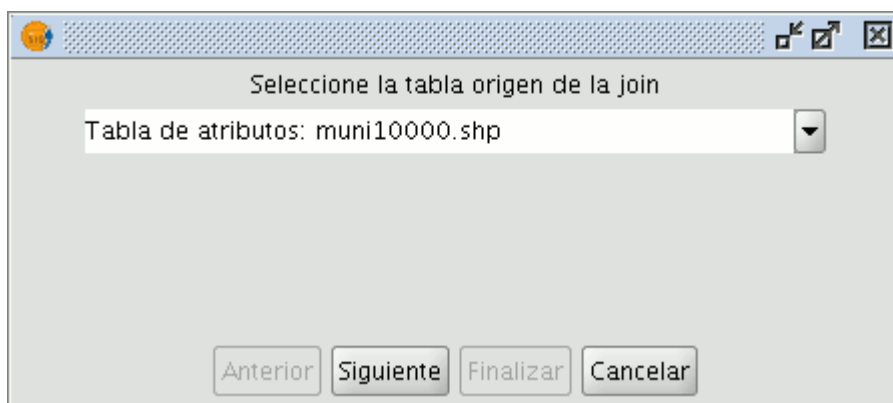 Seleccione la tabla origen de la join
Tabla de atributos: muni10000.shp
Anterior Siguiente Finalizar Cancelar